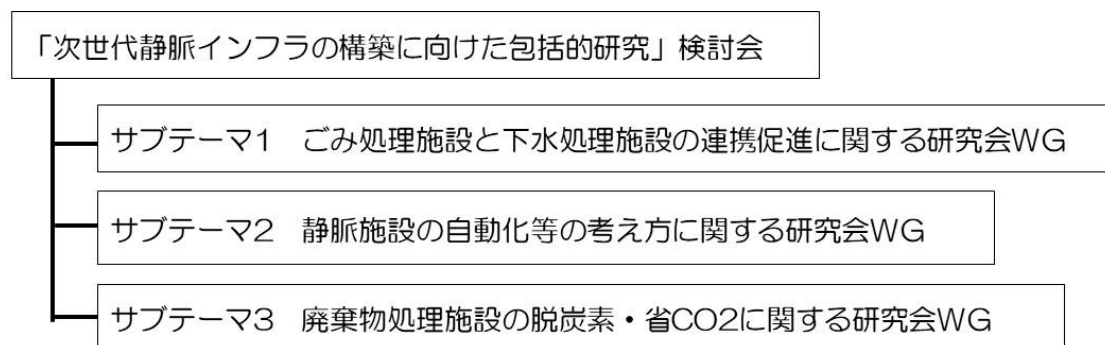 「次世代静脈インフラの構築に向けた包括的研究」検討会
サブテーマ1　ごみ処理施設と下水処理施設の連携促進に関する研究会WG
サブテーマ2　静脈施設の自動化等の考え方に関する研究会WG
サブテーマ3　廃棄物処理施設の脱炭素・省CO2に関する研究会WG